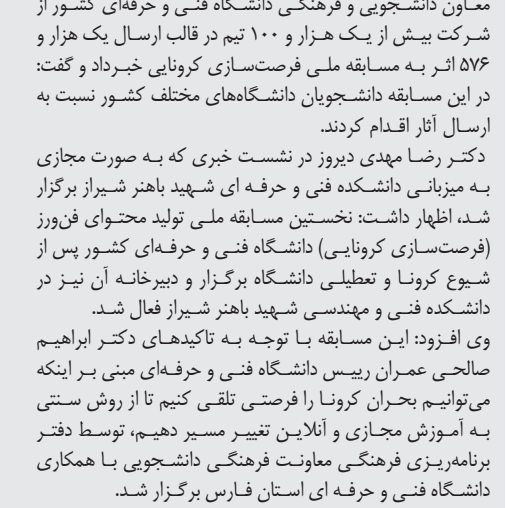 معاون دانشجویی و فرهنگی دانشگاه فنی و حرفه‌ای کشور از
شرکت بیش از یک هزار و ۱۰۰ تیم در قالب ارسال یک هزار و
۵۷۶ اثر به مسابقه ملی فرصت‌سازی کرونایی خبرداد و گفت:
در این مسابقه دانشجویان دانشگاه‌های مختلف کشور نسبت به
ارسال آثار اقدام کردند.
دکتر رضا مهدی دیروز در نشست خبری که به صورت مجازی
به میزبانی دانشکده فنی و حرفه ای شهید باهنر شیراز برگزار
شد، اظهار داشت: نخستین مسابقه ملی تولید محتوای فن‌ورز
(فرصت‌سازی کرونایی) دانشگاه فنی و حرفه‌ای کشور پس از
شیوع کرونا و تعطیلی دانشگاه برگزار و دبیرخانه آن نیز در
دانشکده فنی و مهندسی شهید باهنر شیراز فعال شد.
وی افزود: این مسابقه با توجه به تاکیدهای دکتر ابراهیم
صالحی عمران رییس دانشگاه فنی و حرفه‌ای مبنی بر اینکه
می‌توانیم بحران کرونا را فرصتی تلقی کنیم تا از روش سنتی
به آموزش مجازی و آنلاین تغییر مسیر دهیم، توسط دفتر
برنامه‌ریزی فرهنگی معاونت فرهنگی دانشجویی با همکاری
دانشگاه فنی و حرفه ای استان فارس برگزار شد.